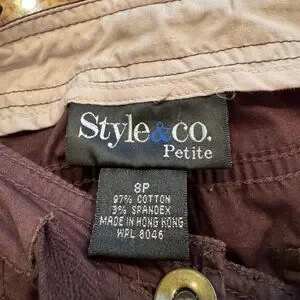 Style&co.
Petite
8P
97% COTTON
3% SPANDEX
MADE IN HONG KONG
WPL 8046